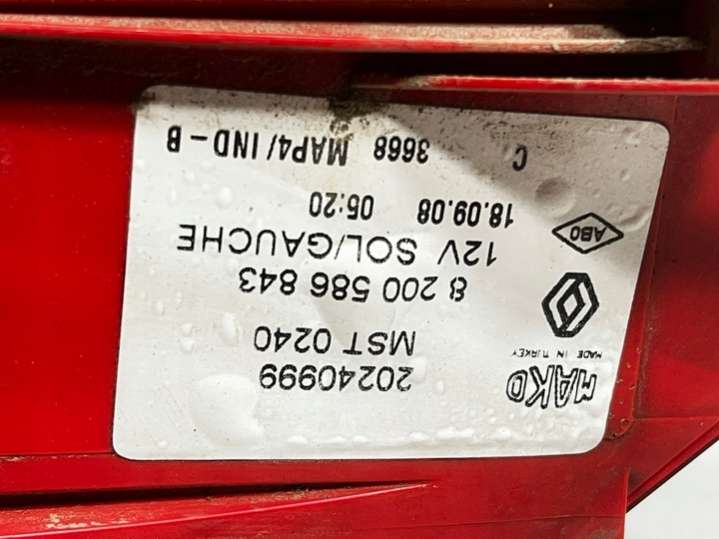 MAKO
MADE IN TURKEY
20240999
MST 0240
8 200 586 843
12V SOL/GAUCHE
ABO
18.09.08 05:20
C 3668 MAP4/IND-B